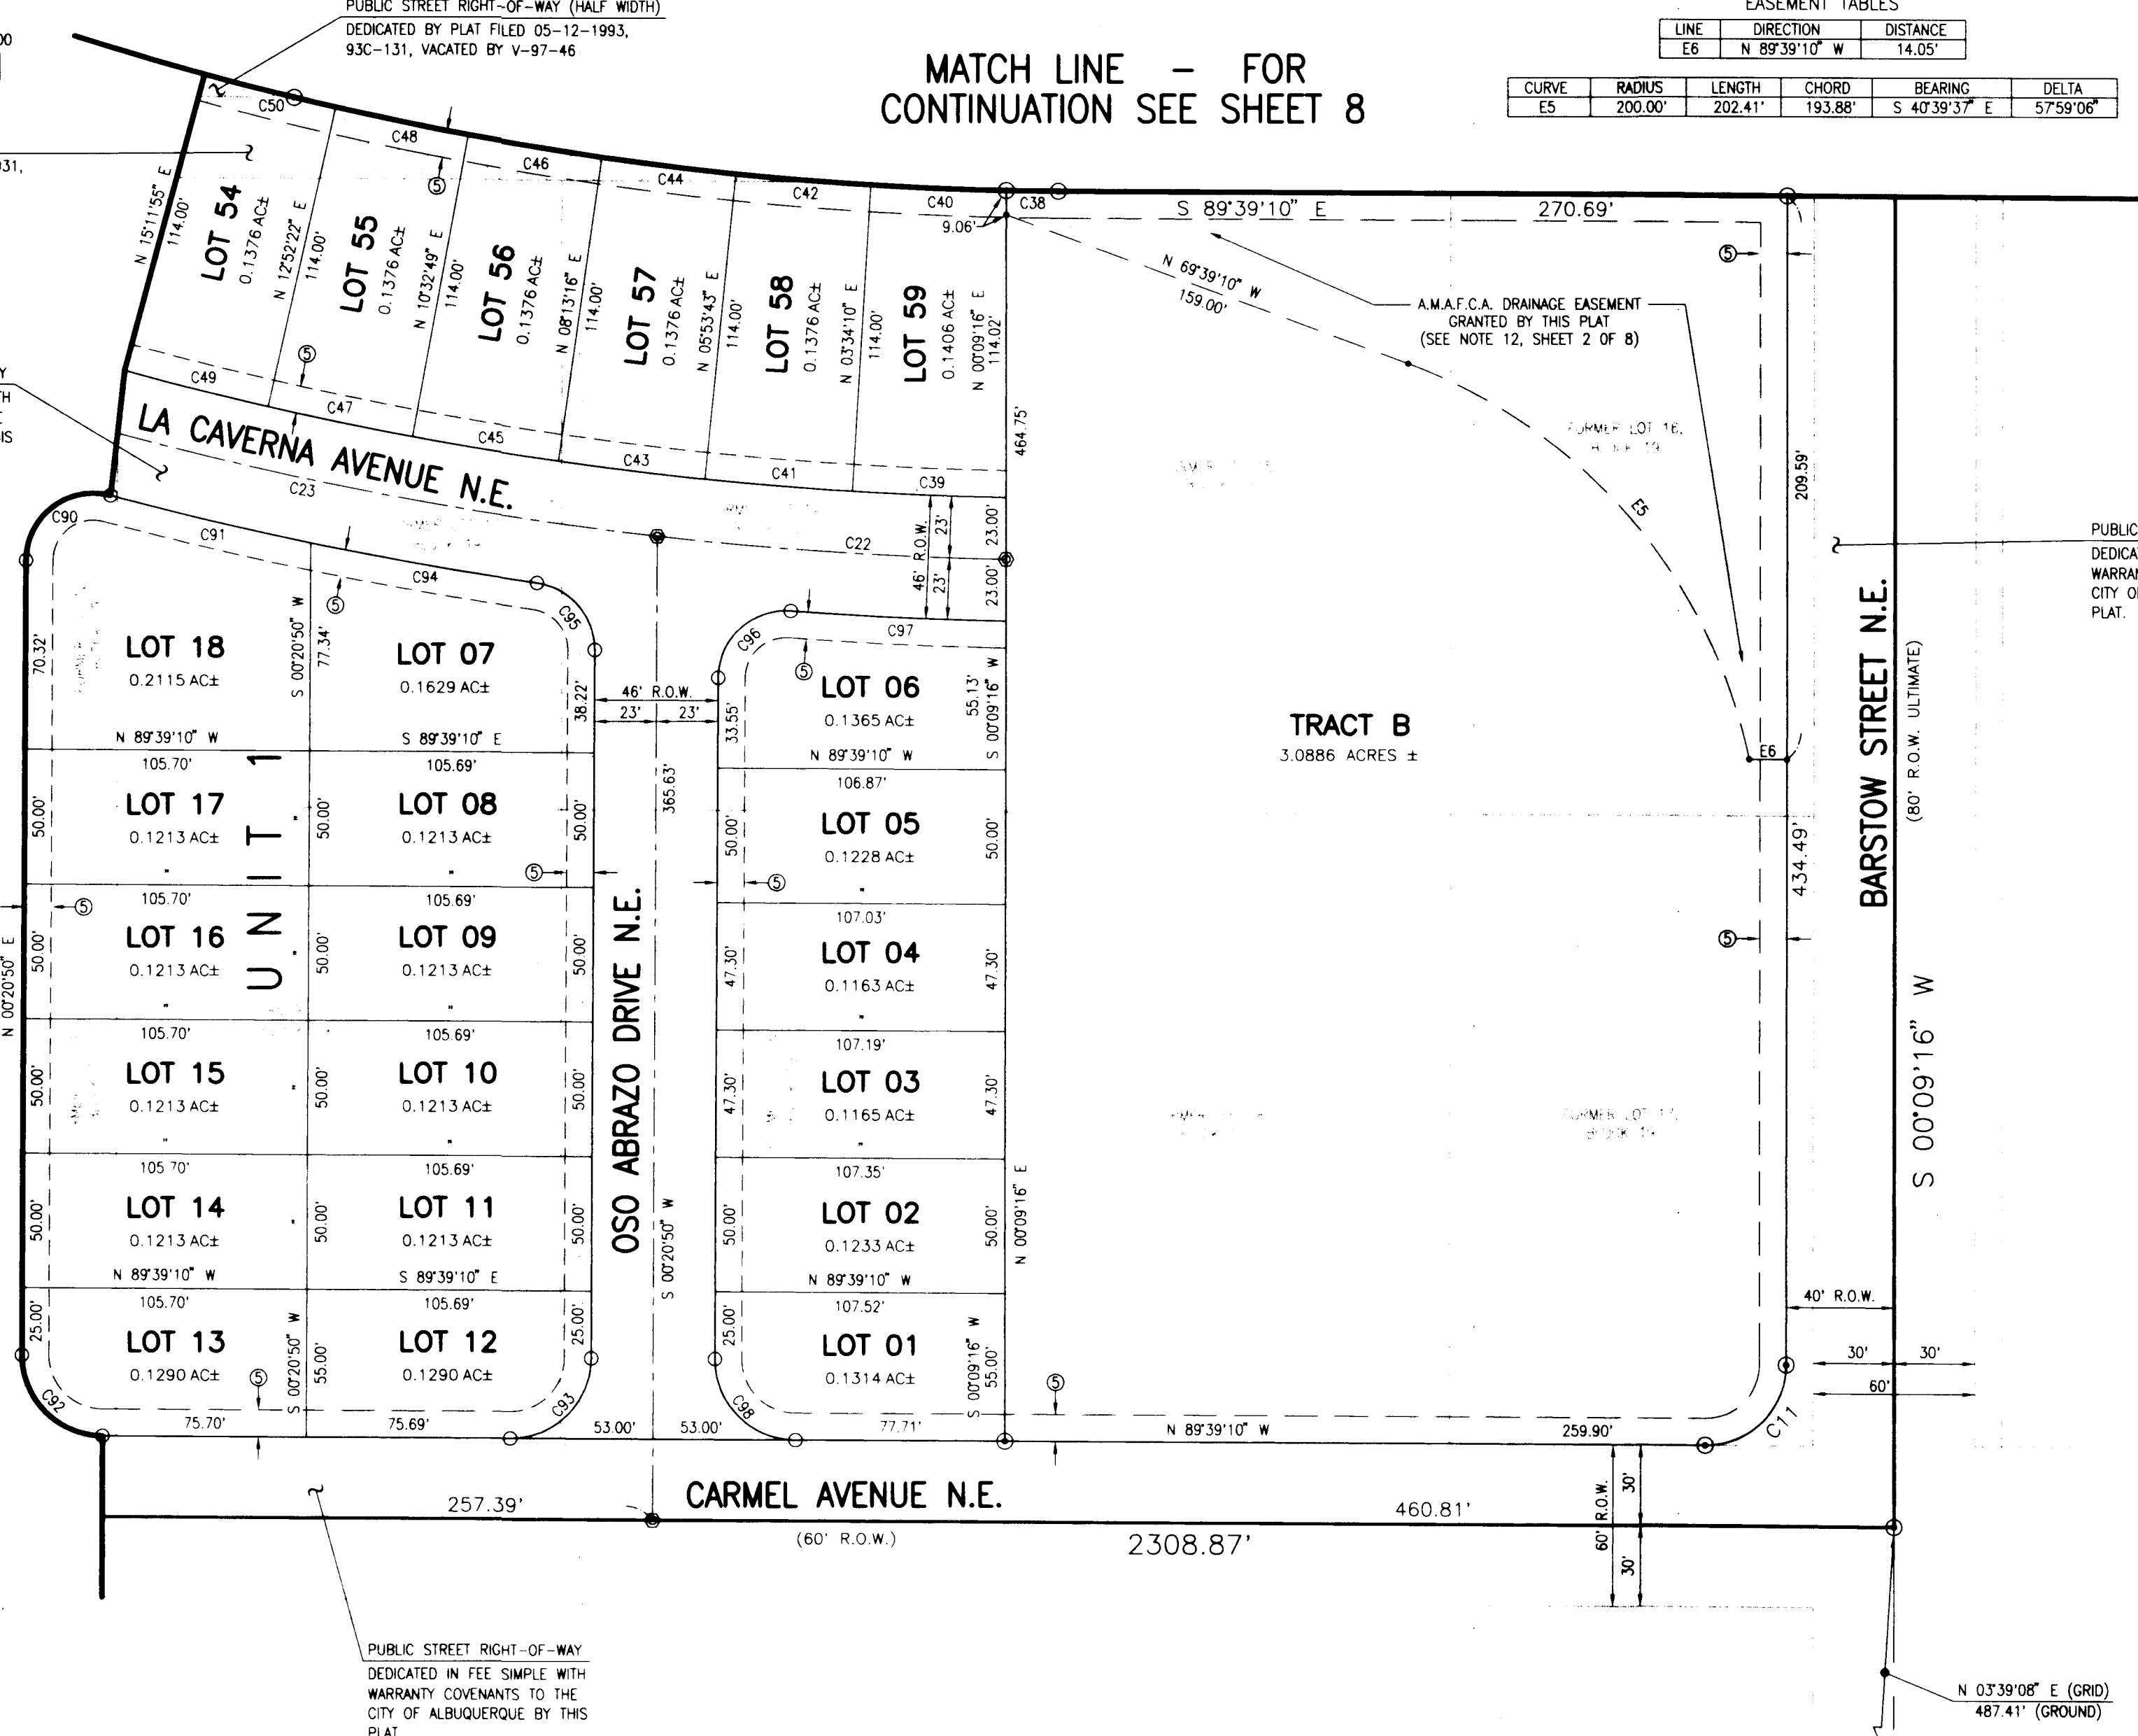 PUBLIC STREET RIGHT-OF-WAY (HALF WIDTH)
DEDICATED BY PLAT FILED 05-12-1993,
93C-131, VACATED BY V-97-46
MATCH LINE – FOR
CONTINUATION SEE SHEET 8
EASEMENT TABLES
LINE DIRECTION DISTANCE
E6 N 89°39'10" W 14.05'
CURVE RADIUS LENGTH CHORD BEARING DELTA
E5 200.00' 202.41' 193.88' S 40°39'37" E 57°59'06"
C50
C48
C46
C44
C42
C40
C38
S 89°39'10" E 270.69'
9.06'
N 15°11'55" E
114.00'
LOT 54
0.1376 AC±
N 12°52'22" E
114.00'
LOT 55
0.1376 AC±
N 10°32'49" E
114.00'
LOT 56
0.1376 AC±
N 08°13'16" E
114.00'
LOT 57
0.1376 AC±
N 05°53'43" E
114.00'
LOT 58
0.1376 AC±
N 03°34'10" E
114.00'
LOT 59
0.1406 AC±
N 00°09'16" E
114.02'
464.75'
N 69°39'10" W
159.00'
A.M.A.F.C.A. DRAINAGE EASEMENT
GRANTED BY THIS PLAT
(SEE NOTE 12, SHEET 2 OF 8)
FORMER LOT 16,
BLOCK 19
E5
209.59'
5
5
5
C49
C47
C45
C43
C41
C39
LA CAVERNA AVENUE N.E.
C23
C22
46' R.O.W.
23'
23'
23.00'
23.00'
C90
C91
C94
C95
C96
C97
5
5
70.32'
LOT 18
0.2115 AC±
S 00°20'50" W
77.34'
LOT 07
0.1629 AC±
38.22'
46' R.O.W.
23' 23'
33.55'
LOT 06
0.1365 AC±
55.13'
S 00°09'16" W
N 89°39'10" W
S 89°39'10" E
N 89°39'10" W
TRACT B
3.0886 ACRES ±
E6
BARSTOW STREET N.E.
(80' R.O.W. ULTIMATE)
434.49'
S 00°09'16" W
PUBLIC
PLAT.
UNIT 1
105.70'
105.69'
106.87'
50.00'
LOT 17
0.1213 AC±
"
50.00'
"
LOT 08
0.1213 AC±
"
50.00'
365.63'
50.00'
LOT 05
0.1228 AC±
"
50.00'
5
5
5
105.70'
105.69'
107.03'
N 00°20'50" E
50.00'
LOT 16
0.1213 AC±
"
50.00'
"
LOT 09
0.1213 AC±
"
50.00'
47.30'
LOT 04
0.1163 AC±
"
47.30'
5
105.70'
105.69'
107.19'
50.00'
LOT 15
0.1213 AC±
"
50.00'
"
LOT 10
0.1213 AC±
50.00'
"
OSO ABRAZO DRIVE N.E.
47.30'
LOT 03
0.1165 AC±
"
47.30'
FORMER LOT 17,
BLOCK 19
105.70'
105.69'
107.35'
50.00'
LOT 14
0.1213 AC±
50.00'
"
LOT 11
0.1213 AC±
50.00'
S 00°20'50" W
50.00'
LOT 02
0.1233 AC±
50.00'
N 00°09'16" E
N 89°39'10" W
S 89°39'10" E
N 89°39'10" W
105.70'
105.69'
107.52'
25.00'
LOT 13
0.1290 AC±
S 00°20'50" W
55.00'
LOT 12
0.1290 AC±
25.00'
25.00'
LOT 01
0.1314 AC±
S 00°09'16" W
55.00'
5
5
40' R.O.W.
30' 30'
60'
C92
75.70'
75.69'
C93
53.00' 53.00'
C98
77.71'
N 89°39'10" W
259.90'
C11
CARMEL AVENUE N.E.
(60' R.O.W.)
257.39'
460.81'
2308.87'
60' R.O.W.
30'
30'
PUBLIC STREET RIGHT-OF-WAY
DEDICATED IN FEE SIMPLE WITH
WARRANTY COVENANTS TO THE
CITY OF ALBUQUERQUE BY THIS
PLAT
N 03°39'08" E (GRID)
487.41' (GROUND)